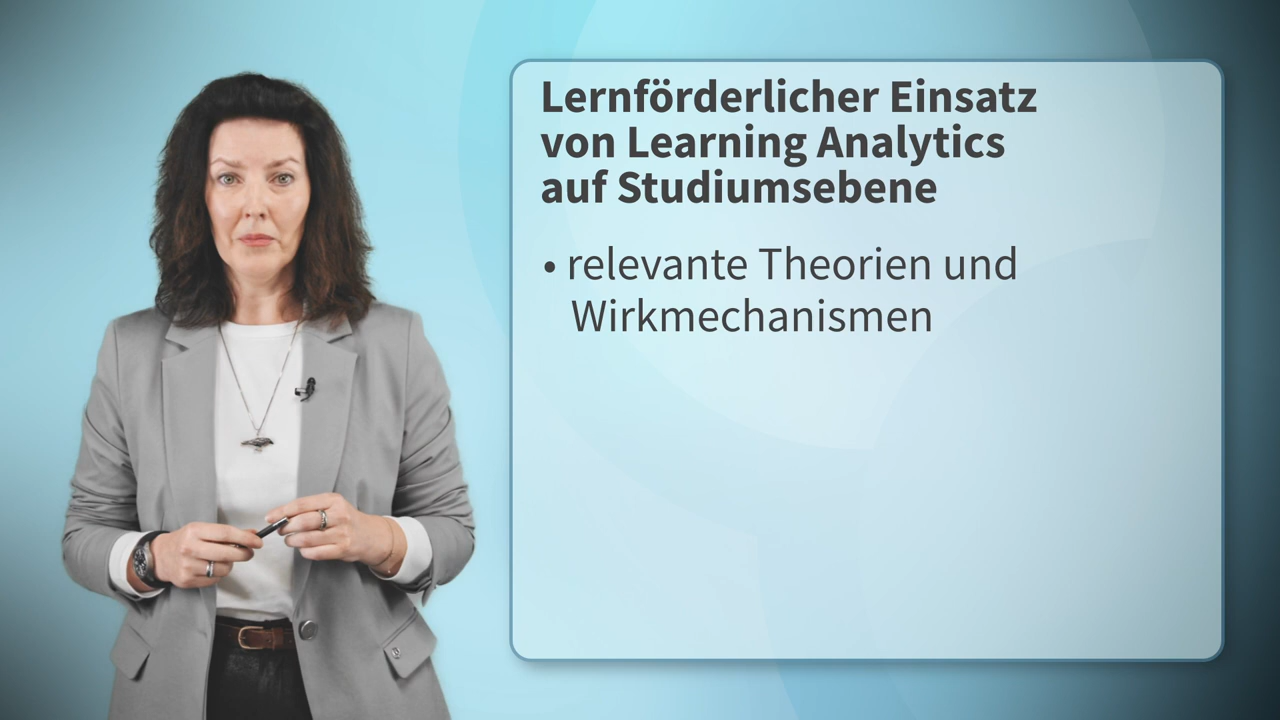 Lernförderlicher Einsatz
von Learning Analytics
auf Studiumsebene
• relevante Theorien und
Wirkmechanismen